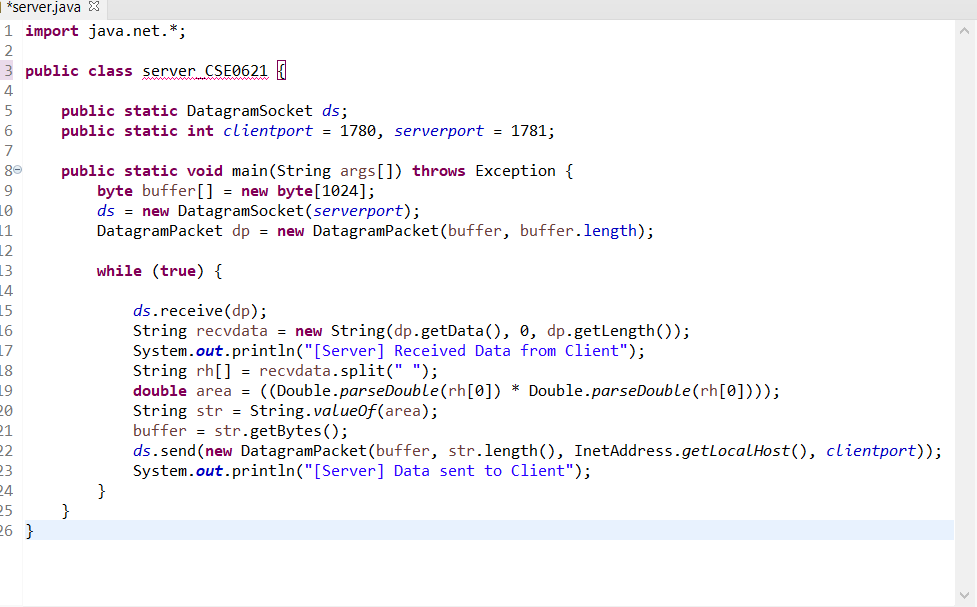 *server.java
1 import java.net.*;
2
3 public class server_CSE0621 {
4
5     public static DatagramSocket ds;
6     public static int clientport = 1780, serverport = 1781;
7
8     public static void main(String args[]) throws Exception {
9         byte buffer[] = new byte[1024];
10         ds = new DatagramSocket(serverport);
11         DatagramPacket dp = new DatagramPacket(buffer, buffer.length);
12
13         while (true) {
14
15             ds.receive(dp);
16             String recvdata = new String(dp.getData(), 0, dp.getLength());
17             System.out.println("[Server] Received Data from Client");
18             String rh[] = recvdata.split(" ");
19             double area = ((Double.parseDouble(rh[0]) * Double.parseDouble(rh[0])));
20             String str = String.valueOf(area);
21             buffer = str.getBytes();
22             ds.send(new DatagramPacket(buffer, str.length(), InetAddress.getLocalHost(), clientport));
23             System.out.println("[Server] Data sent to Client");
24         }
25     }
26 }